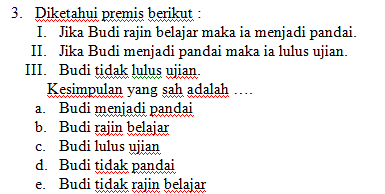 3. Diketahui premis berikut :
I. Jika Budi rajin belajar maka ia menjadi pandai.
II. Jika Budi menjadi pandai maka ia lulus ujian.
III. Budi tidak lulus ujian.
Kesimpulan yang sah adalah ….
a. Budi menjadi pandai
b. Budi rajin belajar
c. Budi lulus ujian
d. Budi tidak pandai
e. Budi tidak rajin belajar